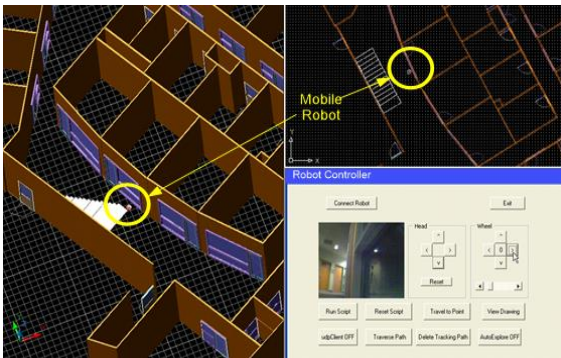 Mobile
Robot
Y
X
Robot Controller
Connect Robot
Exit
Head
Wheel
^
^
<
>
<
0
>
v
v
Reset
Run Script
Reset Script
Travel to Point
View Drawing
udpClient OFF
Traverse Path
Delete Tracking Path
AutoExplore OFF